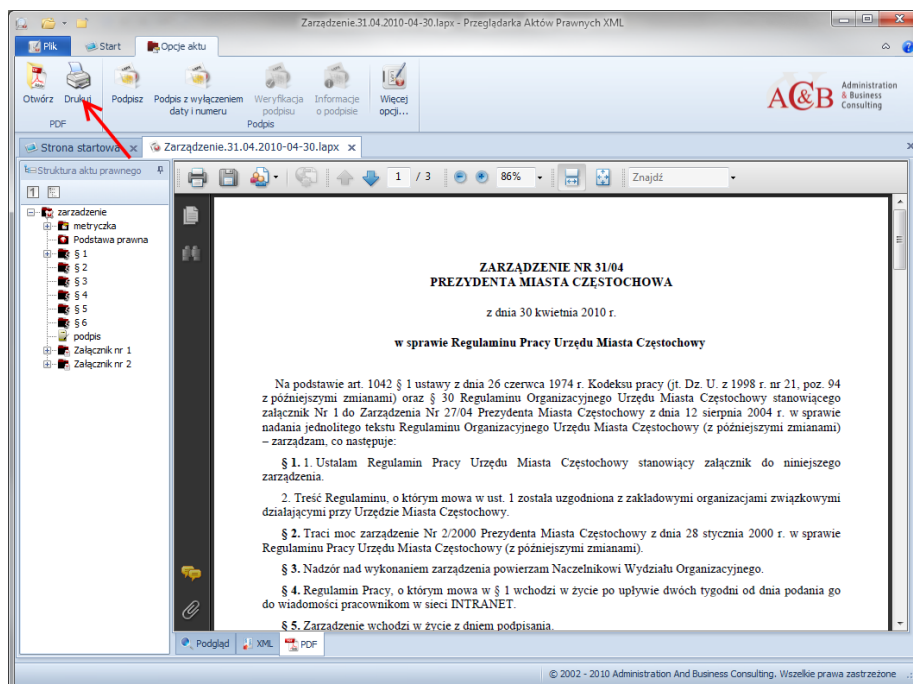 Zarządzenie.31.04.2010-04-30.lapx - Przeglądarka Aktów Prawnych XML
Plik Start Opcje aktu
Otwórz Drukuj Podpisz Podpis z wyłączeniem daty i numeru Weryfikacja podpisu Informacje o podpisie Więcej opcji...
PDF Podpis
ACB Administration
& Business
Consulting
Strona startowa x Zarządzenie.31.04.2010-04-30.lapx x
Struktura aktu prawnego
1 / 3 86% Znajdź
zarzadzenie
metryczka
Podstawa prawna
§ 1
§ 2
§ 3
§ 4
§ 5
§ 6
podpis
Załącznik nr 1
Załącznik nr 2
ZARZĄDZENIE NR 31/04
PREZYDENTA MIASTA CZĘSTOCHOWA
z dnia 30 kwietnia 2010 r.
w sprawie Regulaminu Pracy Urzędu Miasta Częstochowy
Na podstawie art. 1042 § 1 ustawy z dnia 26 czerwca 1974 r. Kodeksu pracy (jt. Dz. U. z 1998 r. nr 21, poz. 94
z późniejszymi zmianami) oraz § 30 Regulaminu Organizacyjnego Urzędu Miasta Częstochowy stanowiącego
załącznik Nr 1 do Zarządzenia Nr 27/04 Prezydenta Miasta Częstochowy z dnia 12 sierpnia 2004 r. w sprawie
nadania jednolitego tekstu Regulaminu Organizacyjnego Urzędu Miasta Częstochowy (z późniejszymi zmianami)
– zarządzam, co następuje:
§ 1. 1. Ustalam Regulamin Pracy Urzędu Miasta Częstochowy stanowiący załącznik do niniejszego
zarządzenia.
2. Treść Regulaminu, o którym mowa w ust. 1 została uzgodniona z zakładowymi organizacjami związkowymi
działającymi przy Urzędzie Miasta Częstochowy.
§ 2. Traci moc zarządzenie Nr 2/2000 Prezydenta Miasta Częstochowy z dnia 28 stycznia 2000 r. w sprawie
Regulaminu Pracy Urzędu Miasta Częstochowy (z późniejszymi zmianami).
§ 3. Nadzór nad wykonaniem zarządzenia powierzam Naczelnikowi Wydziału Organizacyjnego.
§ 4. Regulamin Pracy, o którym mowa w § 1 wchodzi w życie po upływie dwóch tygodni od dnia podania go
do wiadomości pracownikom w sieci INTRANET.
§ 5. Zarządzenie wchodzi w życie z dniem podpisania.
Podgląd XML PDF
© 2002 - 2010 Administration And Business Consulting. Wszelkie prawa zastrzeżone